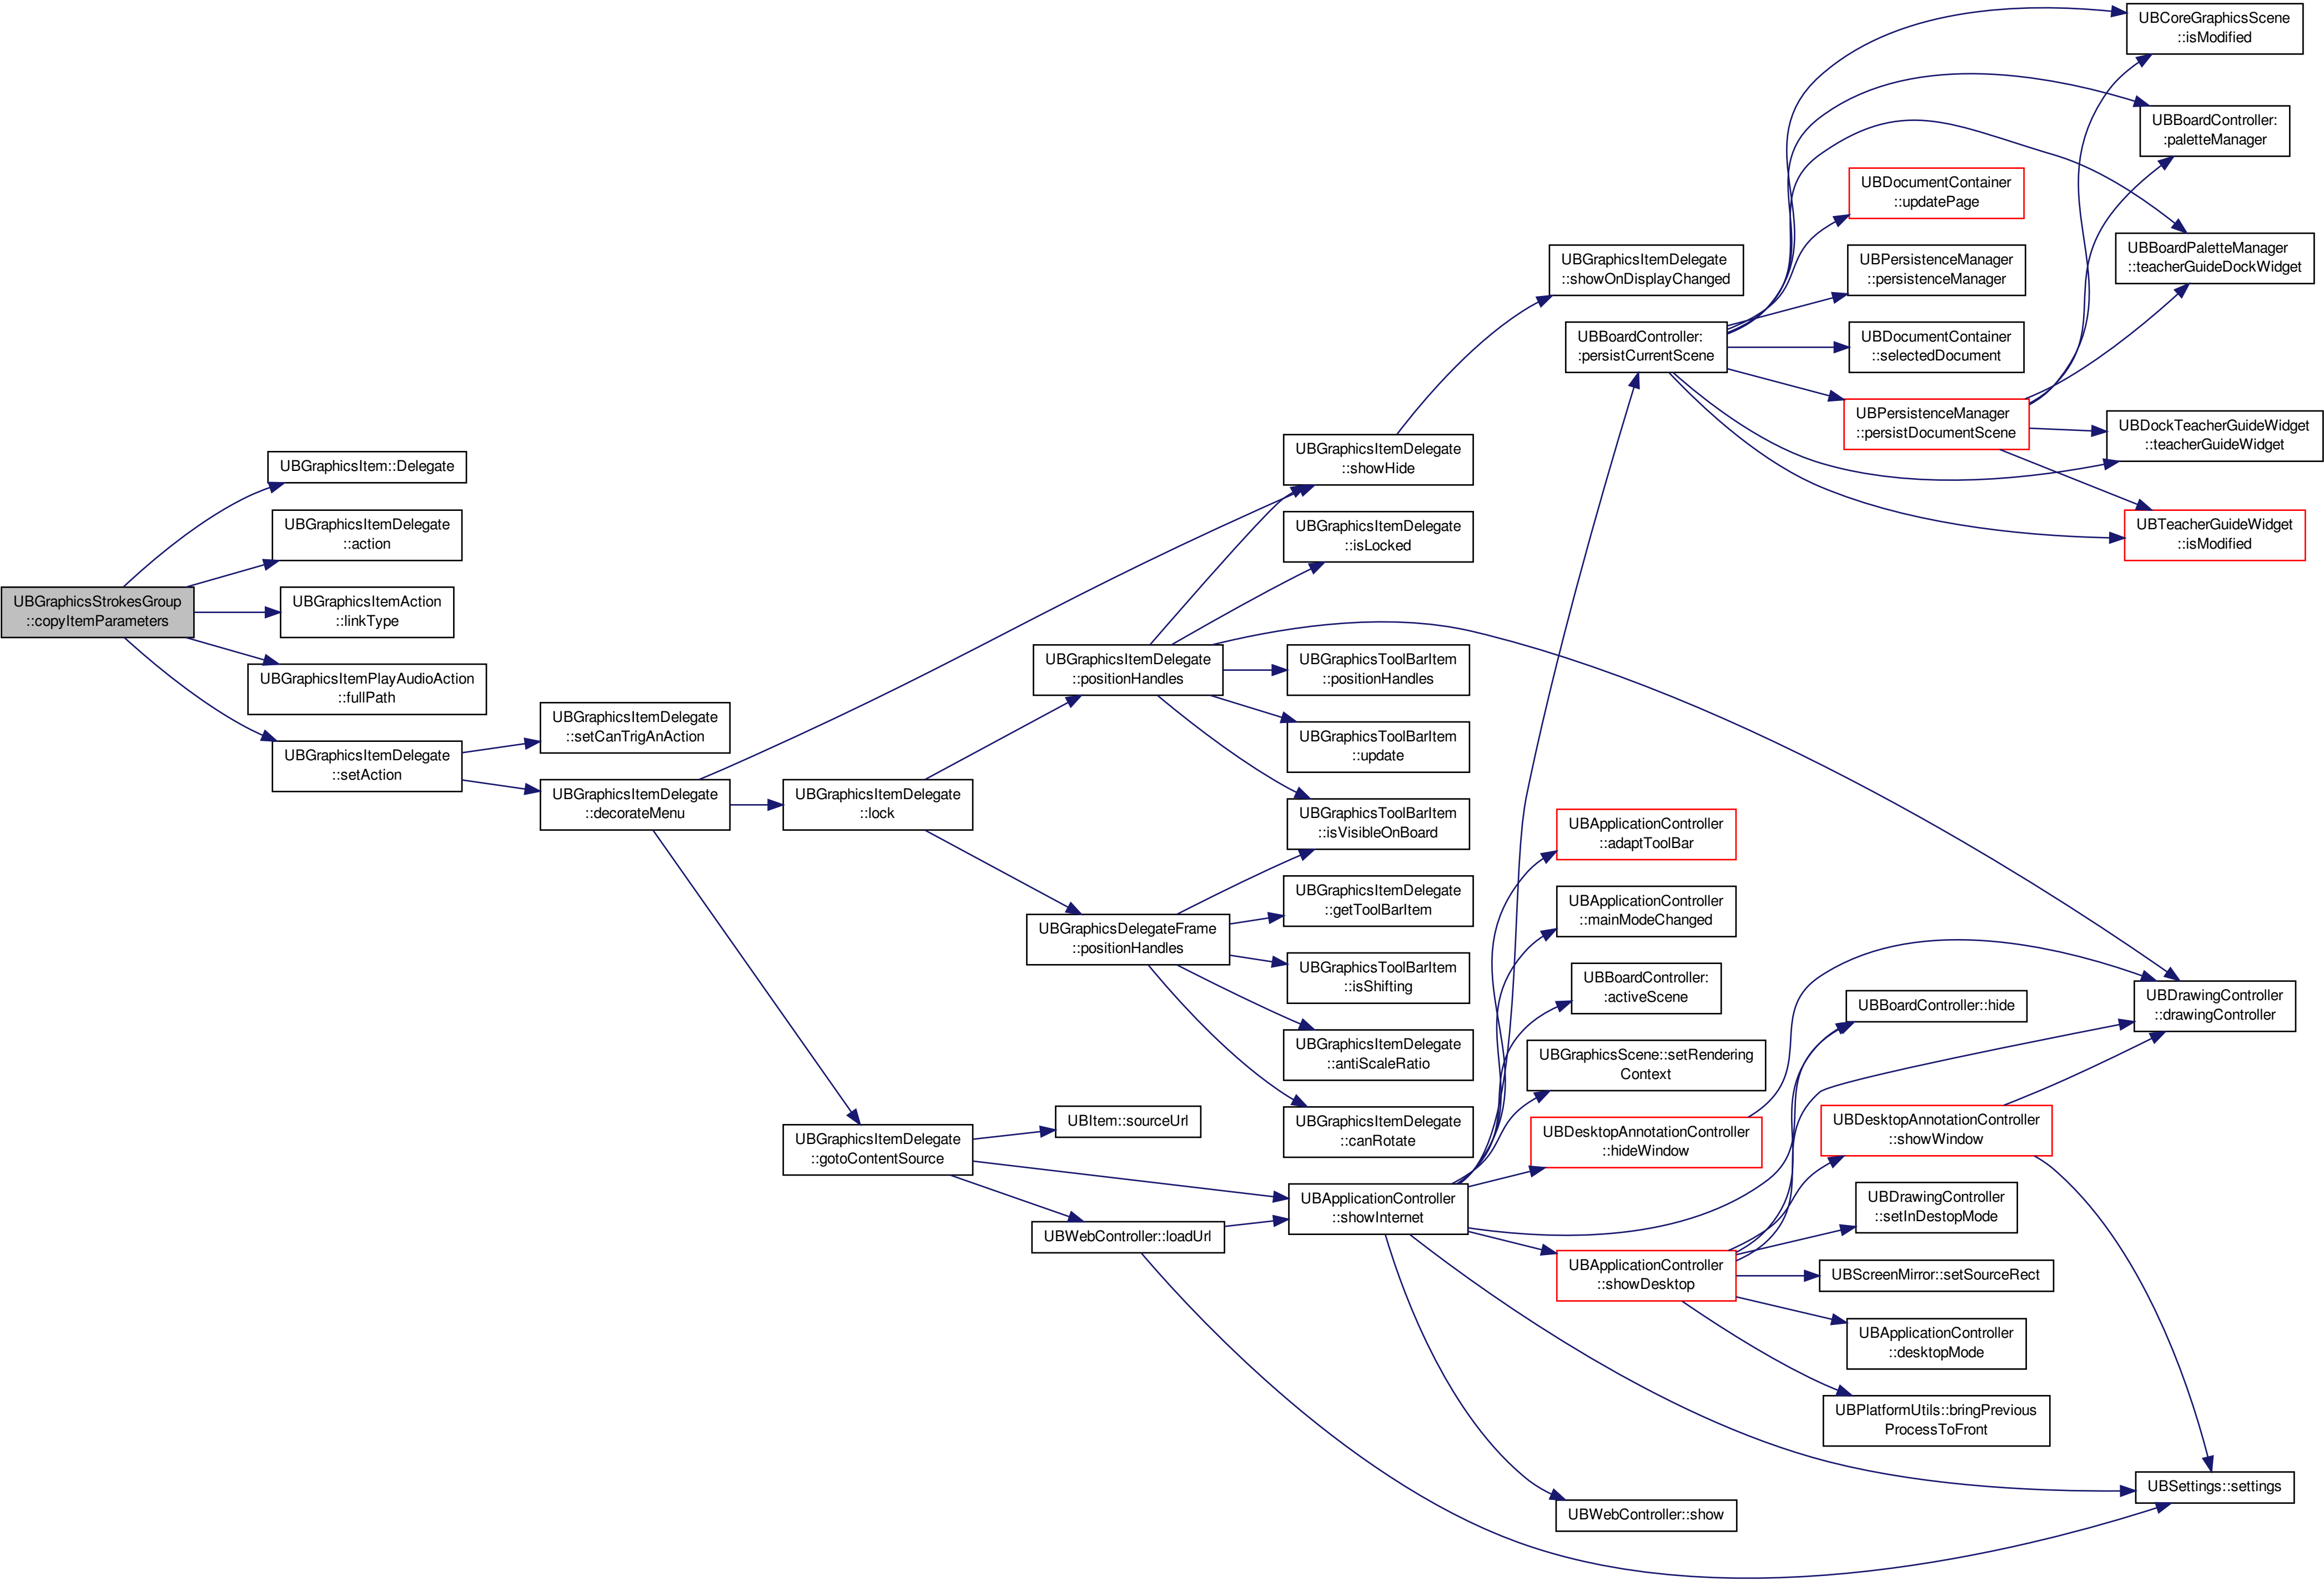 UBGraphicsStrokesGroup
::copyItemParameters
UBGraphicsItem::Delegate
UBGraphicsItemDelegate
::action
UBGraphicsItemAction
::linkType
UBGraphicsItemPlayAudioAction
::fullPath
UBGraphicsItemDelegate
::setAction
UBGraphicsItemDelegate
::setCanTrigAnAction
UBGraphicsItemDelegate
::decorateMenu
UBGraphicsItemDelegate
::lock
UBGraphicsItemDelegate
::gotoContentSource
UBGraphicsItemDelegate
::positionHandles
UBGraphicsDelegateFrame
::positionHandles
UBItem::sourceUrl
UBWebController::loadUrl
UBGraphicsItemDelegate
::showHide
UBGraphicsItemDelegate
::isLocked
UBGraphicsToolBarItem
::positionHandles
UBGraphicsToolBarItem
::update
UBGraphicsToolBarItem
::isVisibleOnBoard
UBGraphicsItemDelegate
::getToolBarItem
UBGraphicsToolBarItem
::isShifting
UBGraphicsItemDelegate
::antiScaleRatio
UBGraphicsItemDelegate
::canRotate
UBApplicationController
::showInternet
UBGraphicsItemDelegate
::showOnDisplayChanged
UBBoardController:
:persistCurrentScene
UBApplicationController
::adaptToolBar
UBApplicationController
::mainModeChanged
UBBoardController:
:activeScene
UBGraphicsScene::setRendering
Context
UBDesktopAnnotationController
::hideWindow
UBApplicationController
::showDesktop
UBWebController::show
UBDocumentContainer
::updatePage
UBPersistenceManager
::persistenceManager
UBDocumentContainer
::selectedDocument
UBPersistenceManager
::persistDocumentScene
UBBoardController::hide
UBDesktopAnnotationController
::showWindow
UBDrawingController
::setInDestopMode
UBScreenMirror::setSourceRect
UBApplicationController
::desktopMode
UBPlatformUtils::bringPrevious
ProcessToFront
UBCoreGraphicsScene
::isModified
UBBoardController:
:paletteManager
UBBoardPaletteManager
::teacherGuideDockWidget
UBDockTeacherGuideWidget
::teacherGuideWidget
UBTeacherGuideWidget
::isModified
UBDrawingController
::drawingController
UBSettings::settings